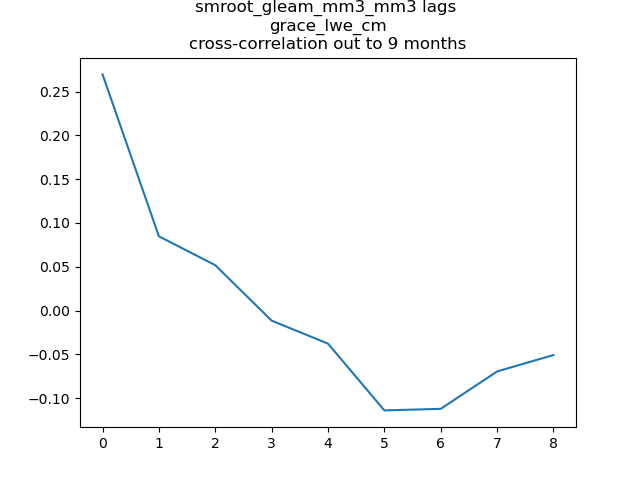 smroot_gleam_mm3_mm3 lags
grace_lwe_cm
cross-correlation out to 9 months
0.25
0.20
0.15
0.10
0.05
0.00
−0.05
−0.10
0 1 2 3 4 5 6 7 8